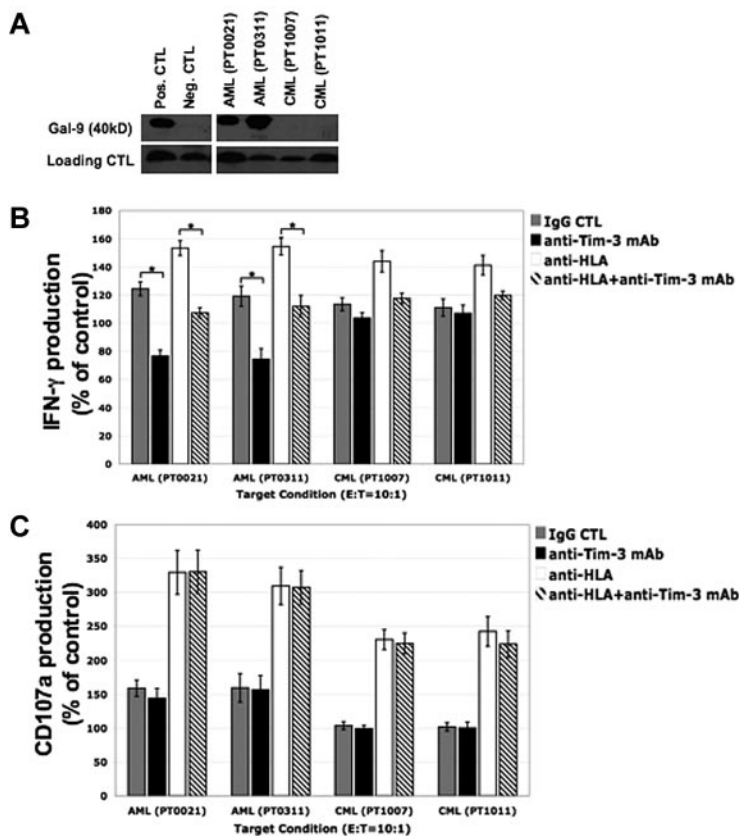 A
Pos. CTL
Neg. CTL
AML (PT0021)
AML (PT0311)
CML (PT1007)
CML (PT1011)
Gal-9 (40kD)
Loading CTL
B
IFN-γ production
(% of control)
180
160
140
120
100
80
60
40
20
0
*
*
*
*
IgG CTL
anti-Tim-3 mAb
anti-HLA
anti-HLA+anti-Tim-3 mAb
AML (PT0021)
AML (PT0311)
CML (PT1007)
CML (PT1011)
Target Condition (E:T=10:1)
C
CD107a production
(% of control)
400
350
300
250
200
150
100
50
0
IgG CTL
anti-Tim-3 mAb
anti-HLA
anti-HLA+anti-Tim-3 mAb
AML (PT0021)
AML (PT0311)
CML (PT1007)
CML (PT1011)
Target Condition (E:T=10:1)